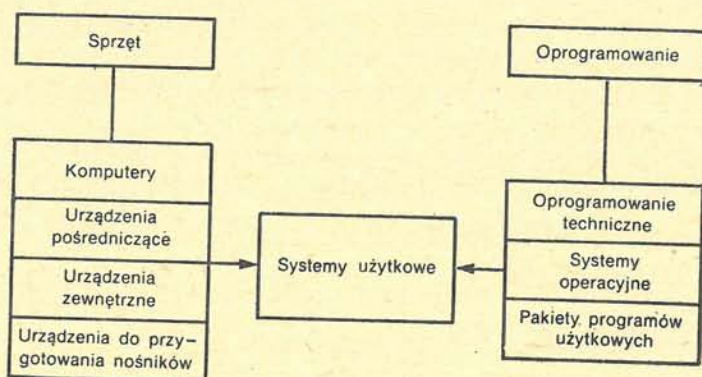 Sprzęt
Oprogramowanie
Komputery
Urządzenia
pośredniczące
Urządzenia
zewnętrzne
Urządzenia do przy-
gotowania nośników
Systemy użytkowe
Oprogramowanie
techniczne
Systemy
operacyjne
Pakiety programów
użytkowych